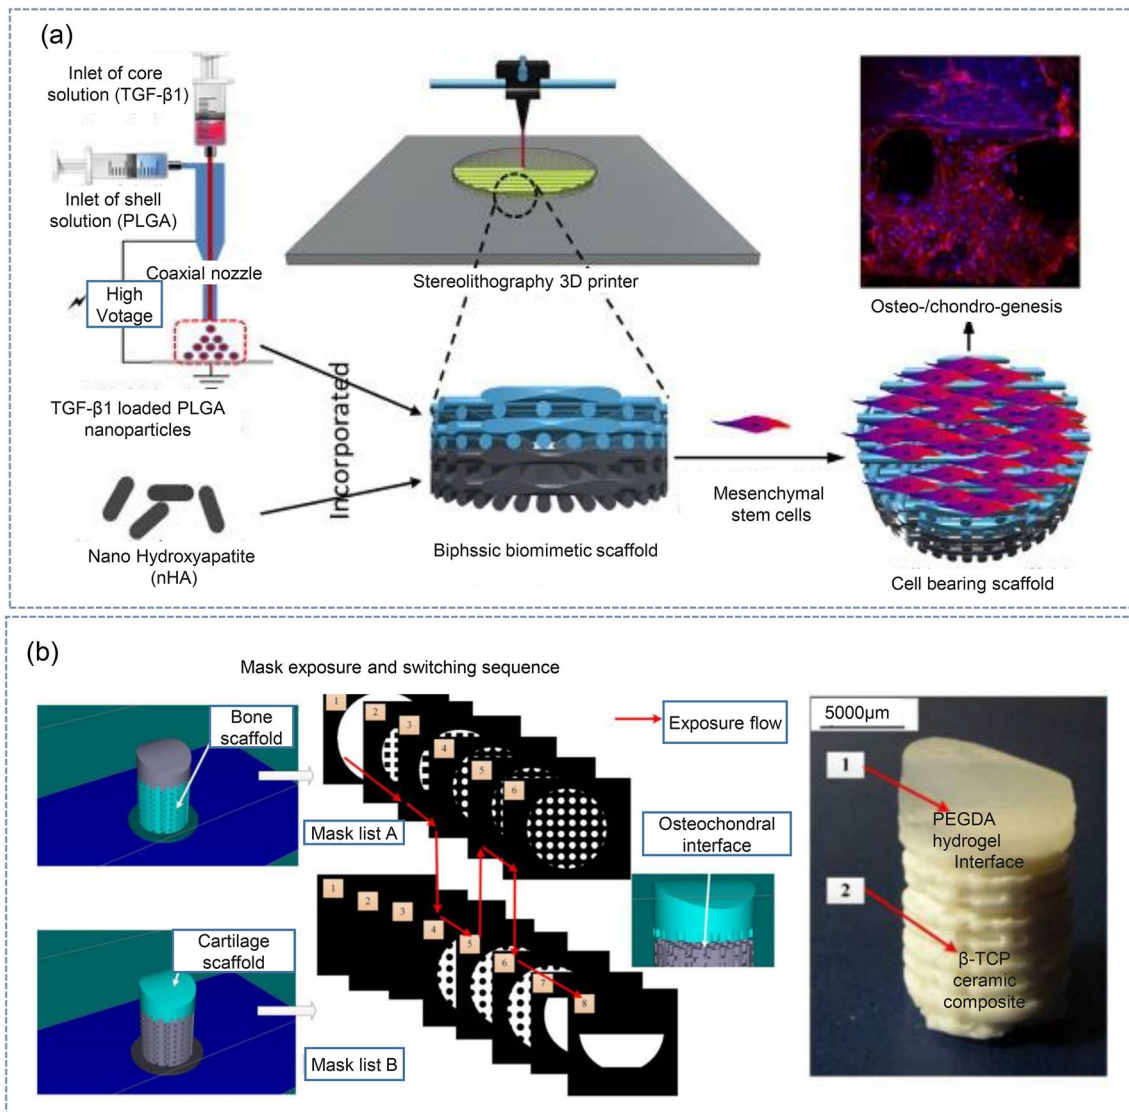 (a)
Inlet of core
solution (TGF-β1)
Inlet of shell
solution (PLGA)
Coaxial nozzle
High
Votage
TGF-β1 loaded PLGA
nanoparticles
Nano Hydroxyapatite
(nHA)
Incorporated
Stereolithography 3D printer
Biphssic biomimetic scaffold
Mesenchymal
stem cells
Osteo-/chondro-genesis
Cell bearing scaffold
(b)
Mask exposure and switching sequence
Bone
scaffold
Cartilage
scaffold
1
2
3
4
5
6
Mask list A
1
2
3
4
5
6
7
8
Mask list B
Exposure flow
Osteochondral
interface
5000μm
1
PEGDA
hydrogel
Interface
2
β-TCP
ceramic
composite